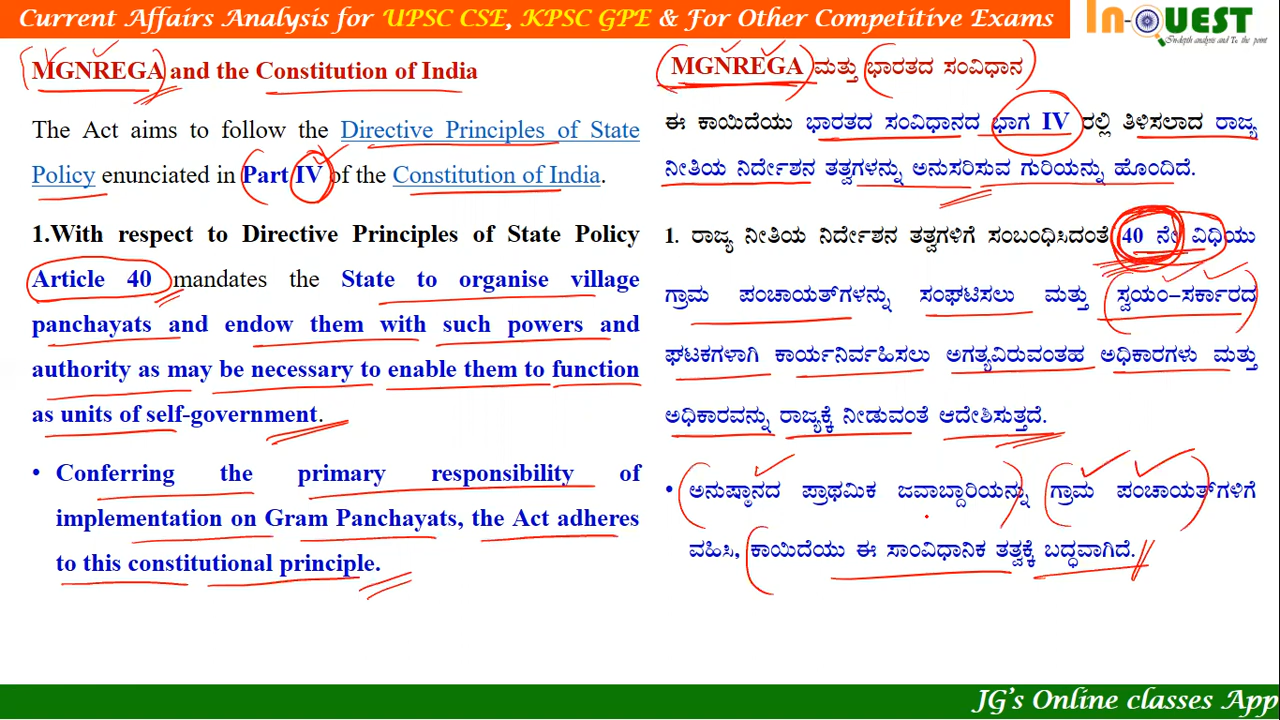 Current Affairs Analysis for UPSC CSE, KPSC GPE & For Other Competitive Exams
In-QUEST
In-depth analysis and To the point
MGNREGA and the Constitution of India
The Act aims to follow the Directive Principles of State
Policy enunciated in Part IV of the Constitution of India.
1.With respect to Directive Principles of State Policy
Article 40 mandates the State to organise village
panchayats and endow them with such powers and
authority as may be necessary to enable them to function
as units of self-government.
• Conferring the primary responsibility of
implementation on Gram Panchayats, the Act adheres
to this constitutional principle.
MGNREGA ಮತ್ತು ಭಾರತದ ಸಂವಿಧಾನ
ಈ ಕಾಯಿದೆಯು ಭಾರತದ ಸಂವಿಧಾನದ ಭಾಗ IV ರಲ್ಲಿ ತಿಳಿಸಲಾದ ರಾಜ್ಯ
ನೀತಿಯ ನಿರ್ದೇಶನ ತತ್ವಗಳನ್ನು ಅನುಸರಿಸುವ ಗುರಿಯನ್ನು ಹೊಂದಿದೆ.
1. ರಾಜ್ಯ ನೀತಿಯ ನಿರ್ದೇಶನ ತತ್ವಗಳಿಗೆ ಸಂಬಂಧಿಸಿದಂತೆ 40 ನೇ ವಿಧಿಯು
ಗ್ರಾಮ ಪಂಚಾಯತ್‌ಗಳನ್ನು ಸಂಘಟಿಸಲು ಮತ್ತು ಸ್ವಯಂ-ಸರ್ಕಾರದ
ಘಟಕಗಳಾಗಿ ಕಾರ್ಯನಿರ್ವಹಿಸಲು ಅಗತ್ಯವಿರುವಂತಹ ಅಧಿಕಾರಗಳು ಮತ್ತು
ಅಧಿಕಾರವನ್ನು ರಾಜ್ಯಕ್ಕೆ ನೀಡುವಂತೆ ಆದೇಶಿಸುತ್ತದೆ.
• ಅನುಷ್ಠಾನದ ಪ್ರಾಥಮಿಕ ಜವಾಬ್ದಾರಿಯನ್ನು ಗ್ರಾಮ ಪಂಚಾಯತ್‌ಗಳಿಗೆ
ವಹಿಸಿ, ಕಾಯಿದೆಯು ಈ ಸಾಂವಿಧಾನಿಕ ತತ್ವಕ್ಕೆ ಬದ್ಧವಾಗಿದೆ.
JG's Online classes App